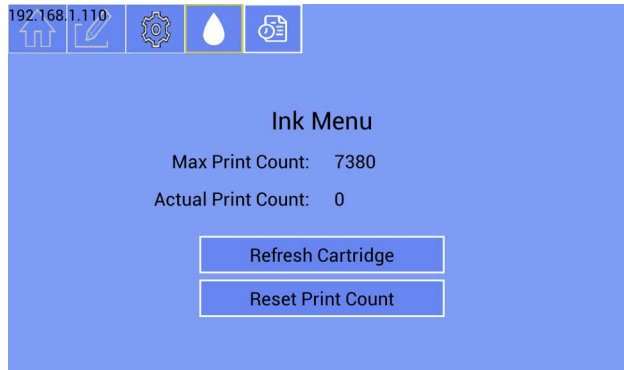 192.168.1.110
Ink Menu
Max Print Count: 7380
Actual Print Count: 0
Refresh Cartridge
Reset Print Count